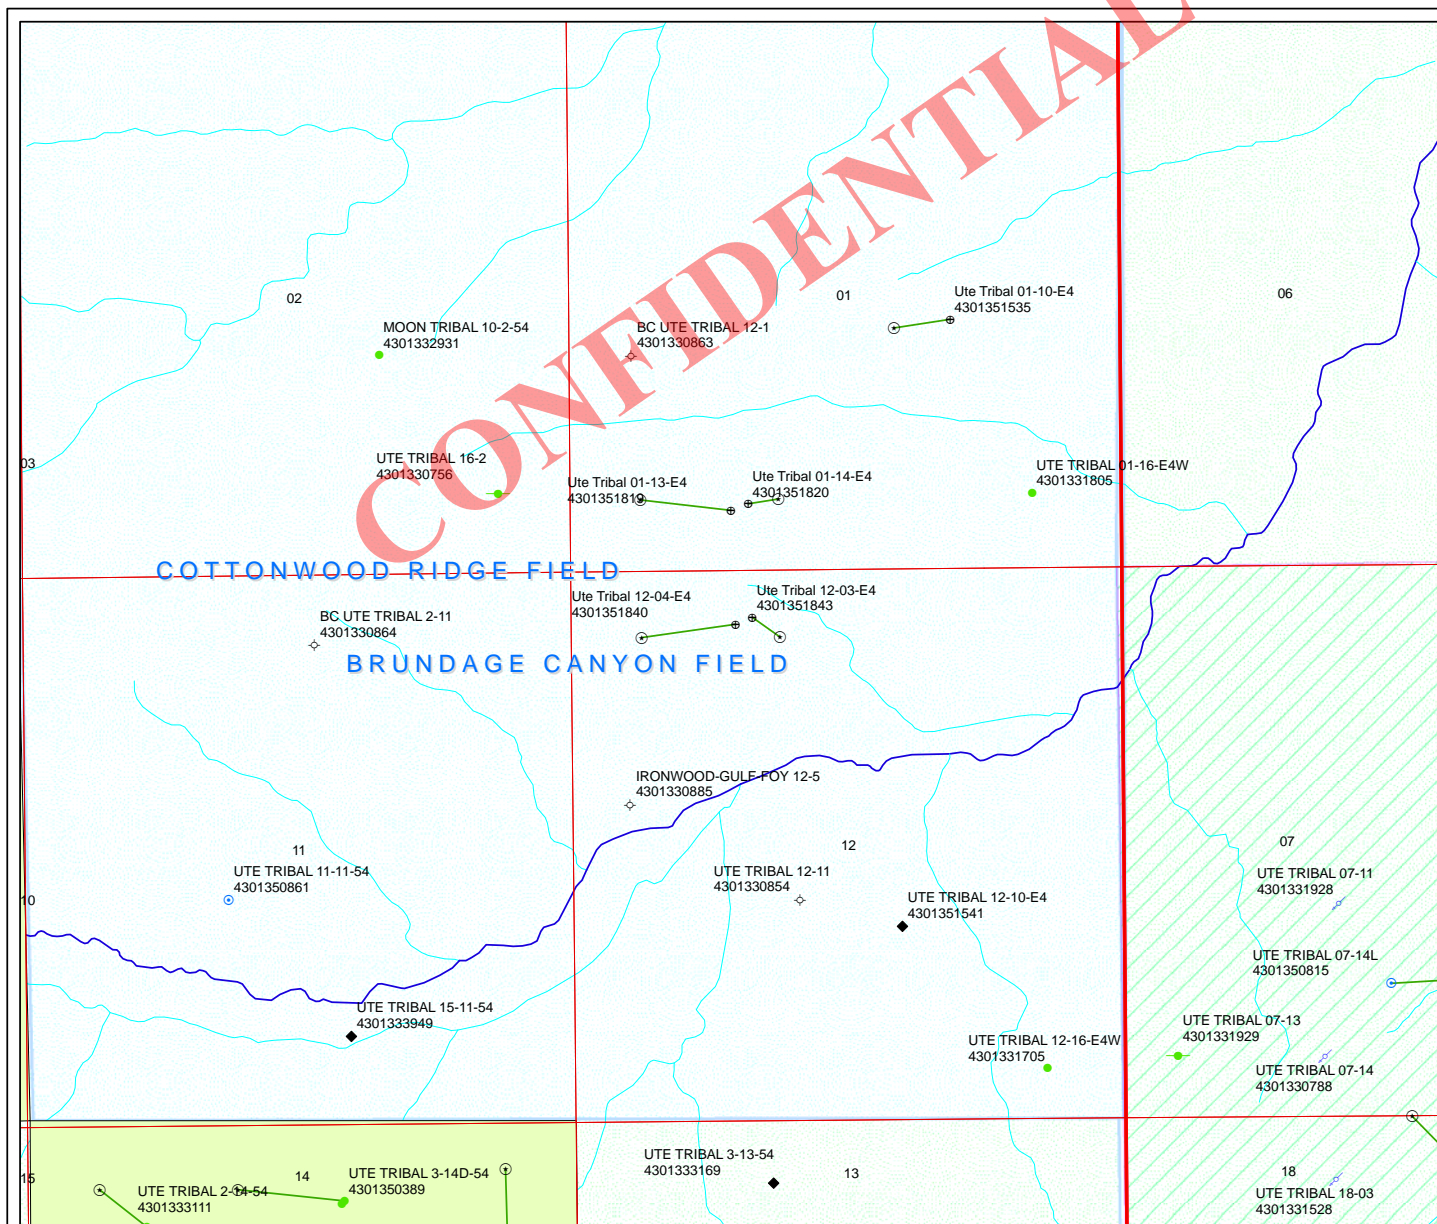 CONFIDENTIAL
02
01
Ute Tribal 01-10-E4
4301351535
06
MOON TRIBAL 10-2-54
4301332931
BC UTE TRIBAL 12-1
4301330863
03
UTE TRIBAL 16-2
4301330756
Ute Tribal 01-13-E4
4301351819
Ute Tribal 01-14-E4
4301351820
UTE TRIBAL 01-16-E4W
4301331805
COTTONWOOD RIDGE FIELD
Ute Tribal 12-04-E4
4301351840
Ute Tribal 12-03-E4
4301351843
BC UTE TRIBAL 2-11
4301330864
BRUNDAGE CANYON FIELD
IRONWOOD-GULF FOY 12-5
4301330885
11
12
07
UTE TRIBAL 11-11-54
4301350861
UTE TRIBAL 12-11
4301330854
UTE TRIBAL 07-11
4301331928
10
UTE TRIBAL 12-10-E4
4301351541
UTE TRIBAL 07-14L
4301350815
UTE TRIBAL 15-11-54
4301333949
UTE TRIBAL 07-13
4301331929
UTE TRIBAL 12-16-E4W
4301331705
UTE TRIBAL 07-14
4301330788
UTE TRIBAL 3-13-54
4301333169
13
18
15
14
UTE TRIBAL 3-14D-54
4301350389
UTE TRIBAL 2-14-54
4301333111
UTE TRIBAL 18-03
4301331528